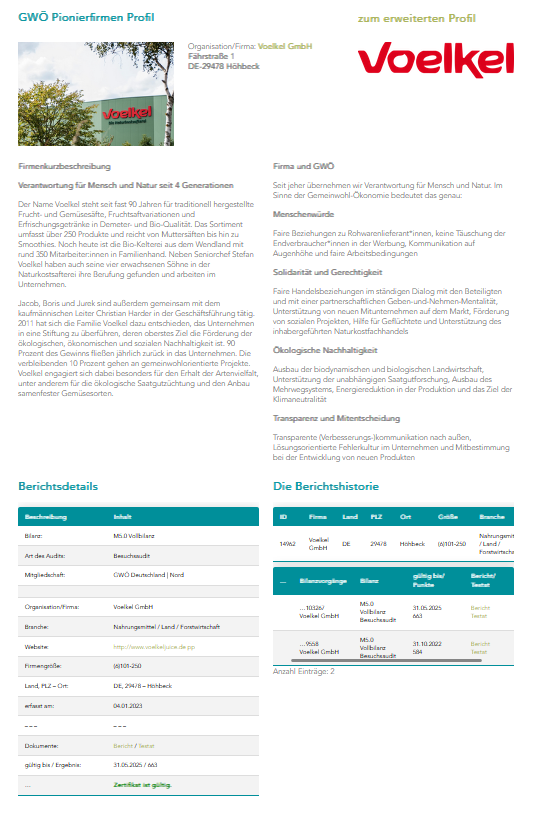 GWÖ Pionierfirmen Profil
zum erweiterten Profil
Organisation/Firma: Voelkel GmbH
Fährstraße 1
DE-29478 Höhbeck
voelkel
voelkel
Firmenkurzbeschreibung
Verantwortung für Mensch und Natur seit 4 Generationen
Der Name Voelkel steht seit fast 90 Jahren für traditionell hergestellte
Frucht- und Gemüsesäfte, Fruchtsaftvariationen und
Erfrischungsgetränke in Demeter- und Bio-Qualität. Das Sortiment
umfasst über 250 Produkte und reicht von Muttersäften bis hin zu
Smoothies. Noch heute ist die Bio-Kelterei aus dem Wendland mit
rund 350 Mitarbeiter:innen in Familienhand. Neben Seniorchef Stefan
Voelkel haben auch seine vier erwachsenen Söhne in der
Naturkostsafterei ihre Berufung gefunden und arbeiten im
Unternehmen.
Jacob, Boris und Jurek sind außerdem gemeinsam mit dem
kaufmännischen Leiter Christian Harder in der Geschäftsführung tätig.
2011 hat sich die Familie Voelkel dazu entschieden, das Unternehmen
in eine Stiftung zu überführen, deren oberstes Ziel die Förderung der
ökologischen, ökonomischen und sozialen Nachhaltigkeit ist. 90
Prozent des Gewinns fließen jährlich zurück in das Unternehmen. Die
verbleibenden 10 Prozent gehen an gemeinwohlorientierte Projekte.
Voelkel engagiert sich dabei besonders für den Erhalt der Artenvielfalt,
unter anderem für die ökologische Saatgutzüchtung und den Anbau
samenfester Gemüsesorten.
Firma und GWÖ
Seit jeher übernehmen wir Verantwortung für Mensch und Natur. Im
Sinne der Gemeinwohl-Ökonomie bedeutet das genau:
Menschenwürde
Faire Beziehungen zu Rohwarenlieferant*innen, keine Täuschung der
Endverbraucher*innen in der Werbung, Kommunikation auf
Augenhöhe und faire Arbeitsbedingungen
Solidarität und Gerechtigkeit
Faire Handelsbeziehungen im ständigen Dialog mit den Beteiligten
und mit einer partnerschaftlichen Geben-und-Nehmen-Mentalität,
Unterstützung von neuen Mitunternehmen auf dem Markt, Förderung
von sozialen Projekten, Hilfe für Geflüchtete und Unterstützung des
inhabergeführten Naturkostfachhandels
Ökologische Nachhaltigkeit
Ausbau der biodynamischen und biologischen Landwirtschaft,
Unterstützung der unabhängigen Saatgutforschung, Ausbau des
Mehrwegsystems, Energiereduktion in der Produktion und das Ziel der
Klimaneutralität
Transparenz und Mitentscheidung
Transparente (Verbesserungs-)kommunikation nach außen,
Lösungsorientierte Fehlerkultur im Unternehmen und Mitbestimmung
bei der Entwicklung von neuen Produkten
Berichtsdetails
Beschreibung Inhalt
Bilanz: M5.0 Vollbilanz
Art des Audits: Besuchsaudit
Mitgliedschaft: GWÖ Deutschland | Nord
Organisation/Firma: Voelkel GmbH
Branche: Nahrungsmittel / Land / Forstwirtschaft
Website: http://www.voelkeljuice.de.pp
Firmengröße: (6)101-250
Land, PLZ – Ort: DE, 29478 – Höhbeck
erfasst am: 04.01.2023
– – – – – –
Dokumente: Bericht / Testat
gültig bis / Ergebnis: 31.05.2025 / 663
... Zertifikat ist gültig.
Die Berichtshistorie
ID Firma Land PLZ Ort Größe Branche
14962 Voelkel GmbH DE 29478 Höhbeck (6)101-250 Nahrungsmit / Land / Forstwirtscha
... Bilanzvorgänge Bilanz gültig bis/ Punkte Bericht/ Testat
...10326/ Voelkel GmbH M5.0 Vollbilanz Besuchsaudit 31.05.2025 663 Bericht Testat
...9558 Voelkel GmbH M5.0 Vollbilanz Besuchsaudit 31.10.2022 584 Bericht Testat
Anzahl Einträge: 2